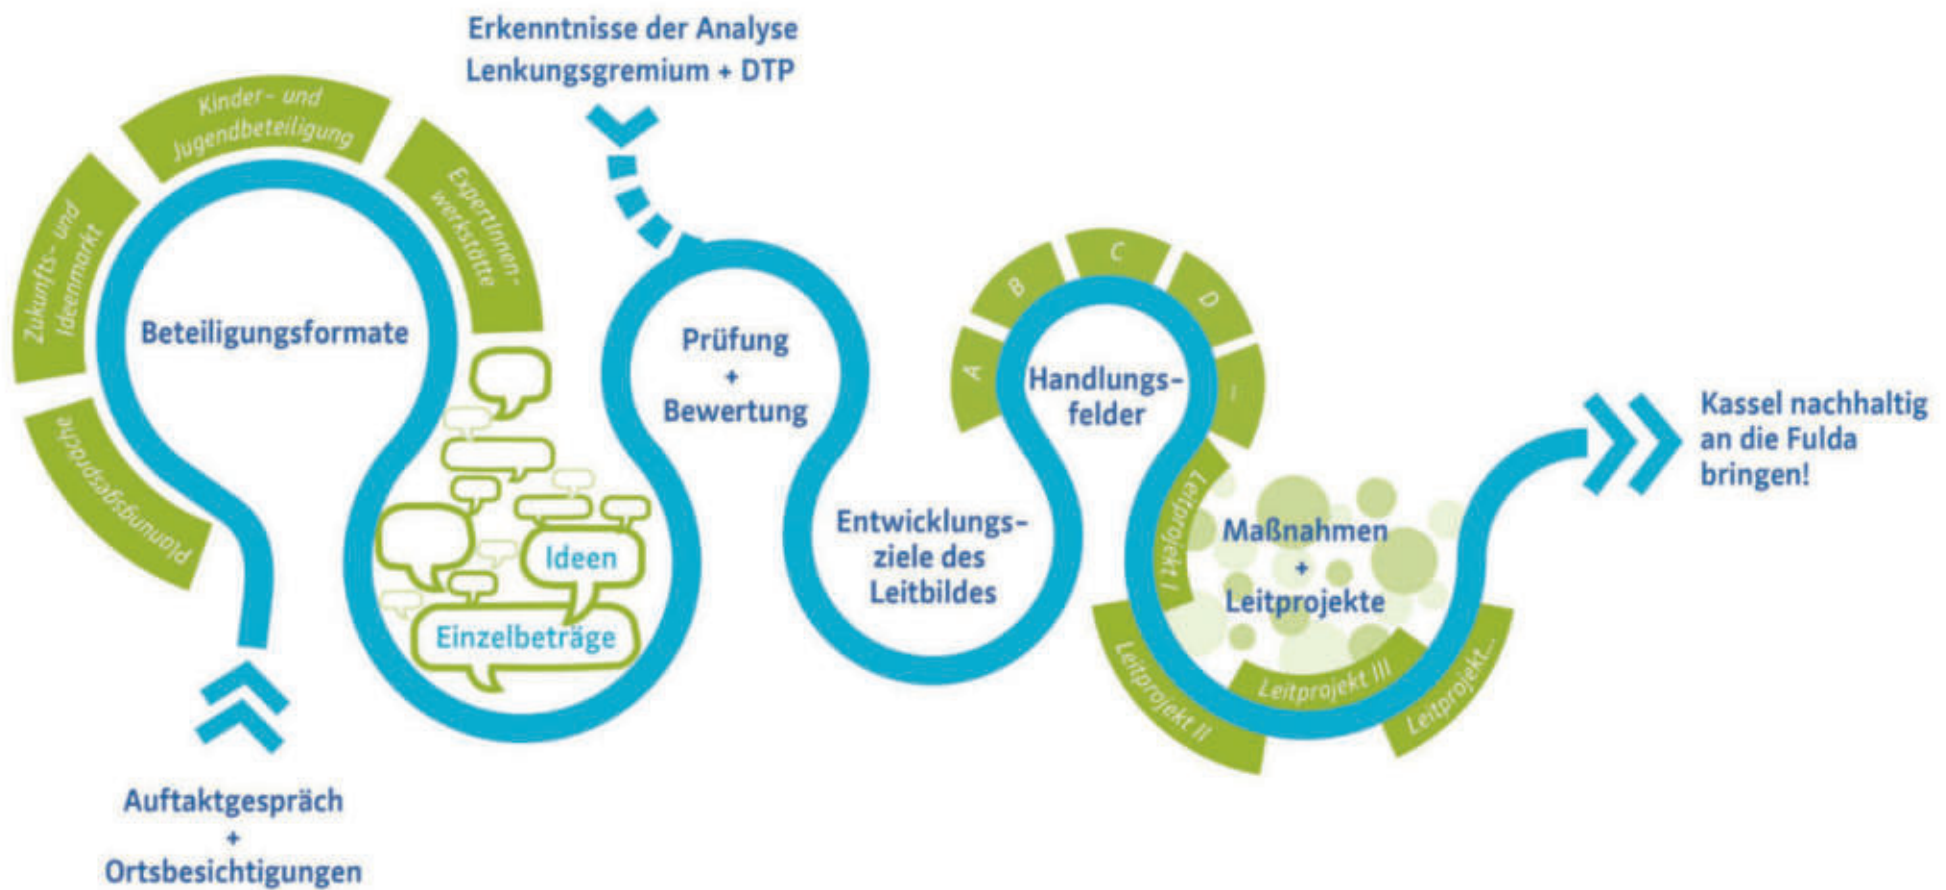 Erkenntnisse der Analyse
Lenkungsgremium + DTP
Kinder- und
Jugendbeteiligung
Zukunfts- und
Ideenmarkt
ExpertInnen-
werkstätte
Planungsgespräche
Beteiligungsformate
Auftaktgespräch
+
Ortsbesichtigungen
Ideen
Einzelbeträge
Prüfung
+
Bewertung
Entwicklungs-
ziele des
Leitbildes
A
B
C
D
I
Handlungs-
felder
Maßnahmen
+
Leitprojekte
Leitprojekt I
Leitprojekt II
Leitprojekt III
Leitprojekt...
Kassel nachhaltig
an die Fulda
bringen!